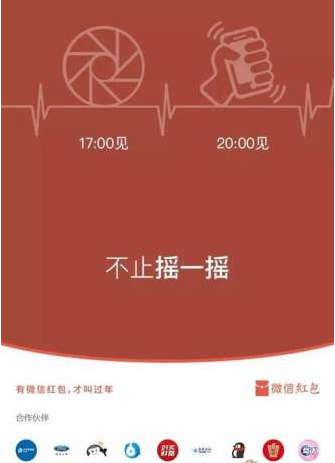 17:00见
20:00见
不止摇一摇
有微信红包，才叫过年
微信红包
合作伙伴